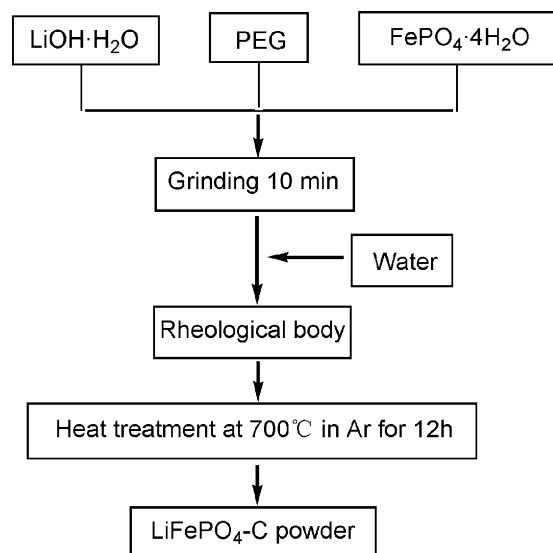 LiOH·H₂O
PEG
FePO₄·4H₂O
Grinding 10 min
Water
Rheological body
Heat treatment at 700℃ in Ar for 12h
LiFePO₄-C powder